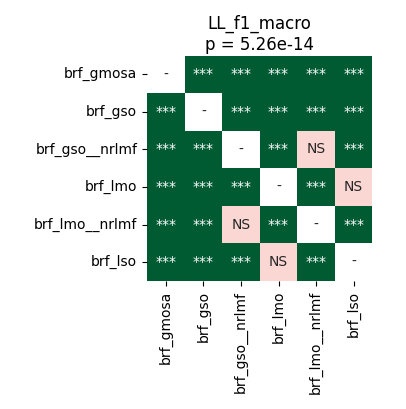 LL_f1_macro
p = 5.26e-14
brf_gmosa - *** *** *** *** ***
brf_gso *** - *** *** *** ***
brf_gso__nrlmf *** *** - *** NS ***
brf_lmo *** *** *** - *** NS
brf_lmo__nrlmf *** *** NS *** - ***
brf_lso *** *** *** NS *** -
brf_gmosa
brf_gso
brf_gso__nrlmf
brf_lmo
brf_lmo__nrlmf
brf_lso